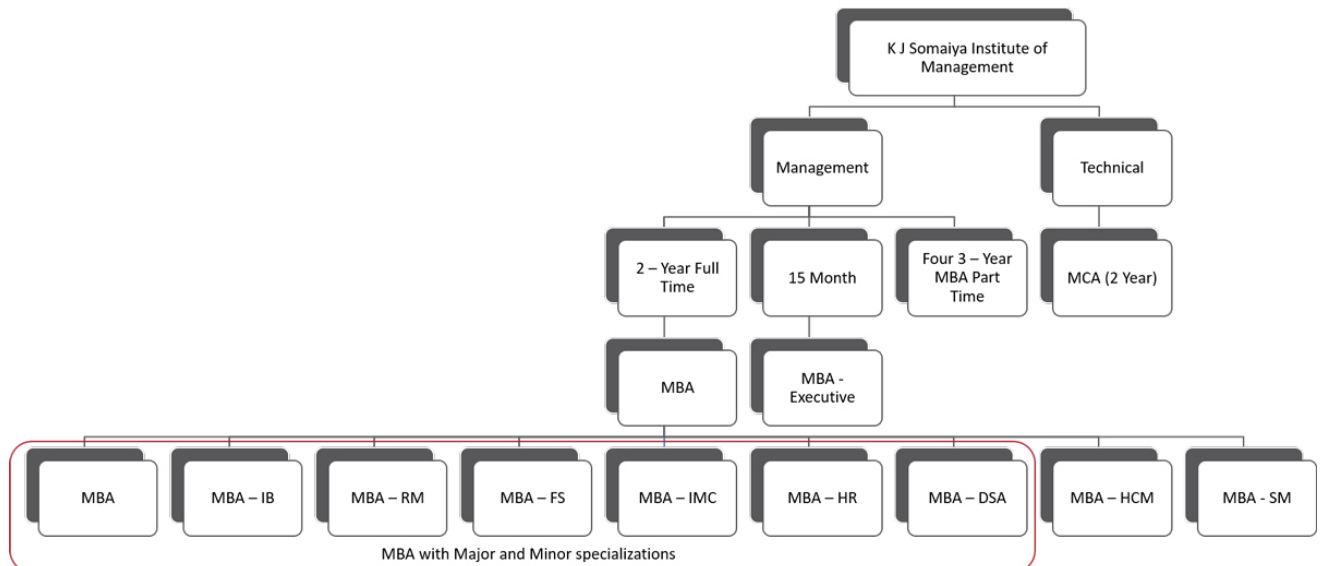 K J Somaiya Institute of
Management
Management
Technical
2 – Year Full
Time
15 Month
Four 3 – Year
MBA Part
Time
MCA (2 Year)
MBA
MBA -
Executive
MBA
MBA – IB
MBA – RM
MBA – FS
MBA – IMC
MBA – HR
MBA – DSA
MBA – HCM
MBA - SM
MBA with Major and Minor specializations